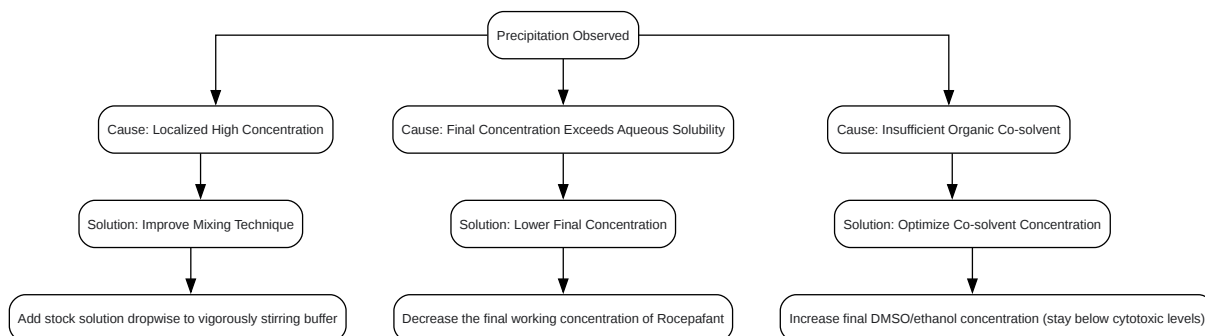 Precipitation Observed
Cause: Localized High Concentration
Cause: Final Concentration Exceeds Aqueous Solubility
Cause: Insufficient Organic Co-solvent
Solution: Improve Mixing Technique
Solution: Lower Final Concentration
Solution: Optimize Co-solvent Concentration
Add stock solution dropwise to vigorously stirring buffer
Decrease the final working concentration of Rocepafant
Increase final DMSO/ethanol concentration (stay below cytotoxic levels)